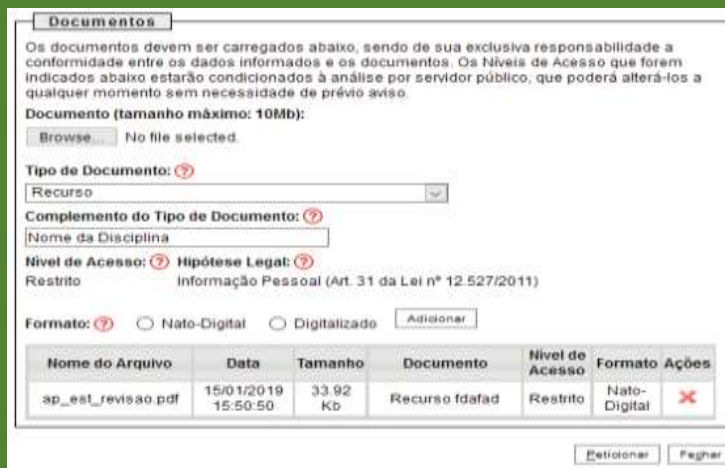 Documentos
Os documentos devem ser carregados abaixo, sendo de sua exclusiva responsabilidade a
conformidade entre os dados informados e os documentos. Os Níveis de Acesso que forem
indicados abaixo estarão condicionados à análise por servidor público, que poderá alterá-los a
qualquer momento sem necessidade de prévio aviso.
Documento (tamanho máximo: 10Mb):
Browse... No file selected.
Tipo de Documento: ?
Recurso
Complemento do Tipo de Documento: ?
Nome da Disciplina
Nível de Acesso: ? Hipótese Legal: ?
Restrito Informação Pessoal (Art. 31 da Lei nº 12.527/2011)
Formato: ? Nato-Digital Digitalizado Adicionar
Nome do Arquivo Data Tamanho Documento Nível de Acesso Formato Ações
ap_est_revisao.pdf 15/01/2019 15:50:50 33.92 Kb Recurso fdafad Restrito Nato-Digital
Peticionar Fechar